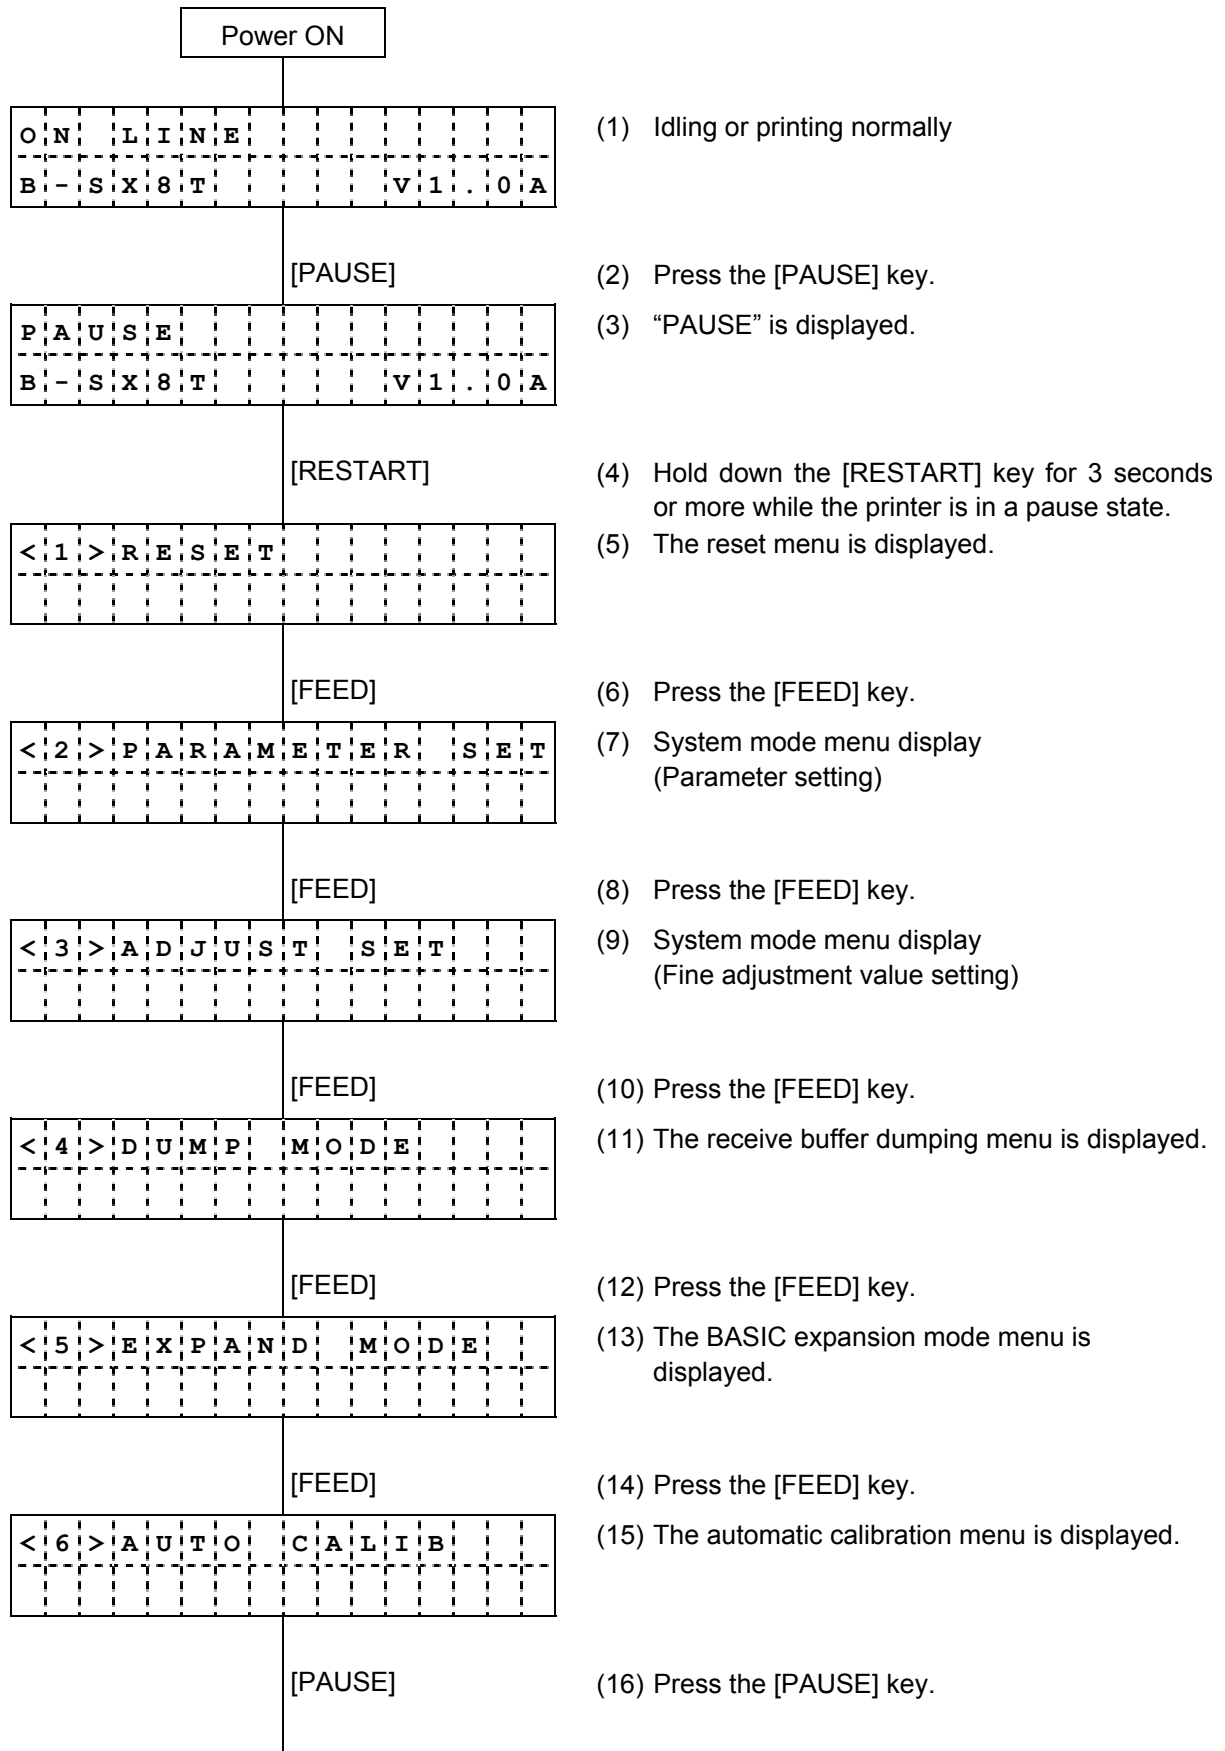 Power ON
ON LINE
B-SX8T V1.0A
(1) Idling or printing normally
[PAUSE]
(2) Press the [PAUSE] key.
PAUSE
B-SX8T V1.0A
(3) “PAUSE” is displayed.
[RESTART]
(4) Hold down the [RESTART] key for 3 seconds
or more while the printer is in a pause state.
<1>RESET
(5) The reset menu is displayed.
[FEED]
(6) Press the [FEED] key.
<2>PARAMETER SET
(7) System mode menu display
(Parameter setting)
[FEED]
(8) Press the [FEED] key.
<3>ADJUST SET
(9) System mode menu display
(Fine adjustment value setting)
[FEED]
(10) Press the [FEED] key.
<4>DUMP MODE
(11) The receive buffer dumping menu is displayed.
[FEED]
(12) Press the [FEED] key.
<5>EXPAND MODE
(13) The BASIC expansion mode menu is
displayed.
[FEED]
(14) Press the [FEED] key.
<6>AUTO CALIB
(15) The automatic calibration menu is displayed.
[PAUSE]
(16) Press the [PAUSE] key.